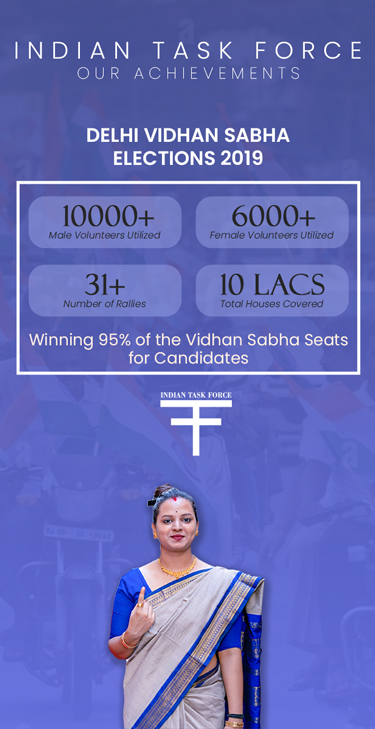 INDIAN TASK FORCE
OUR ACHIEVEMENTS
DELHI VIDHAN SABHA
ELECTIONS 2019
10000+
Male Volunteers Utilized
6000+
Female Volunteers Utilized
31+
Number of Rallies
10 LACS
Total Houses Covered
Winning 95% of the Vidhan Sabha Seats
for Candidates
INDIAN TASK FORCE